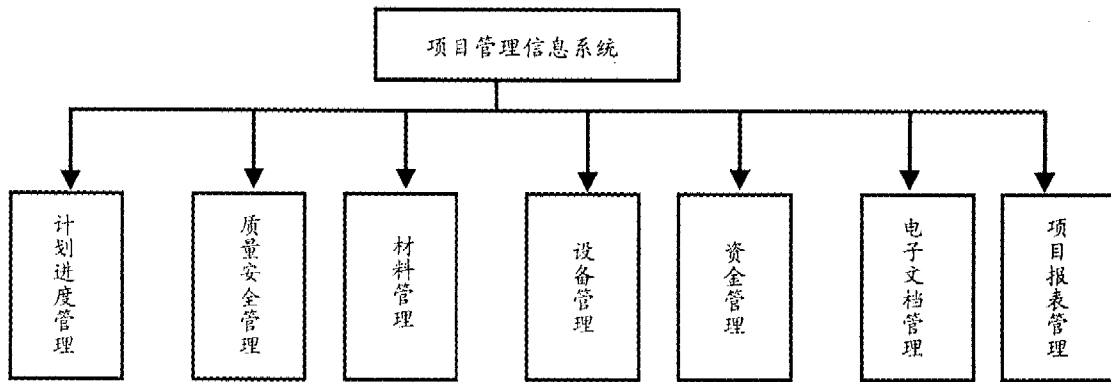 项目管理信息系统
计划进度管理
质量安全管理
材料管理
设备管理
资金管理
电子文档管理
项目报表管理